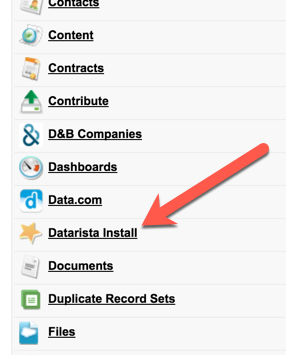 Contacts
Content
Contracts
Contribute
D&B Companies
Dashboards
Data.com
Datarista Install
Documents
Duplicate Record Sets
Files